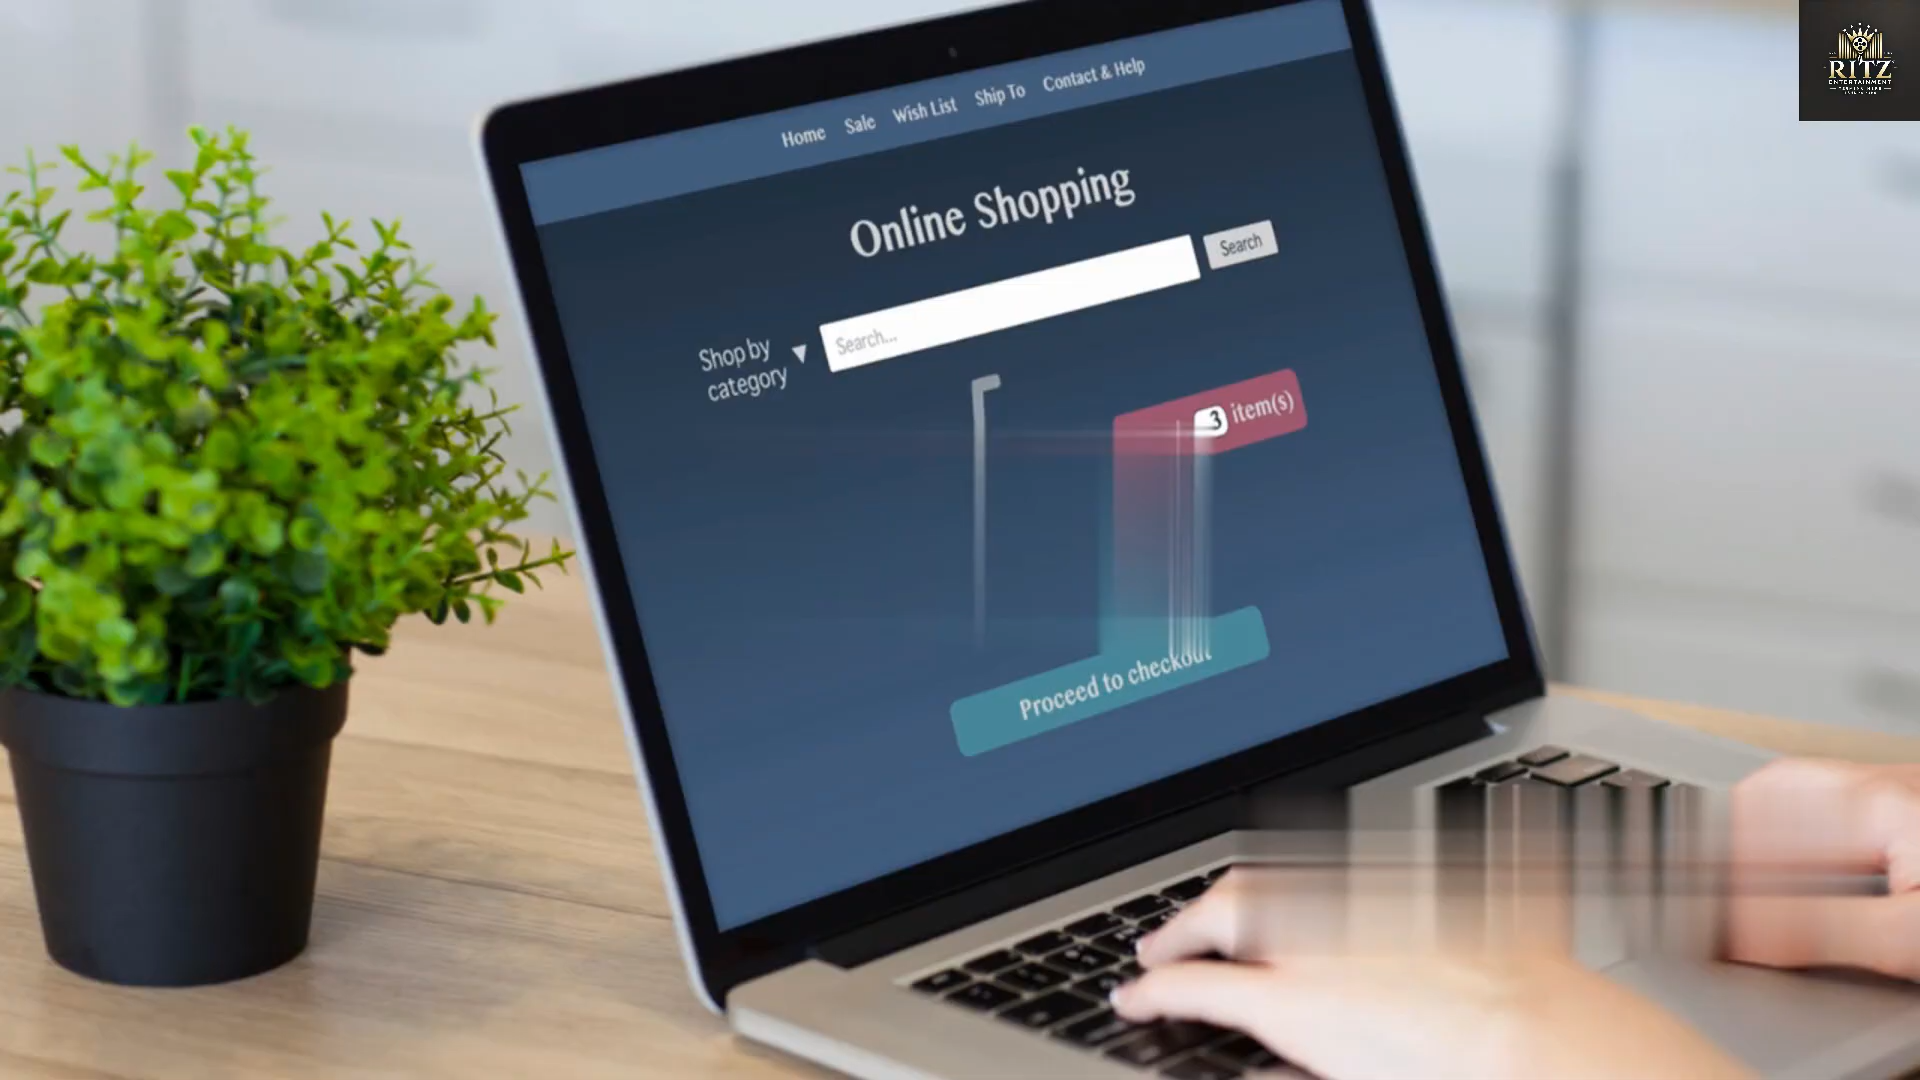 RITZ
ENTERTAINMENT
Home Sale Wish List Ship To Contact & Help
Online Shopping
Search... Search
Shop by
category
3 item(s)
Proceed to checkout